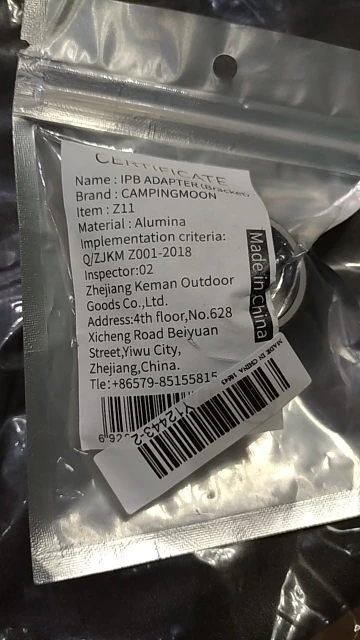 CERTIFICATE
Name : IPB ADAPTER (Bracket)
Brand : CAMPINGMOON
Item : Z11
Material : Alumina
Implementation criteria:
Q/ZJKM Z001-2018
Inspector:02
Zhejiang Keman Outdoor
Goods Co.,Ltd.
Address:4th floor,No.628
Xicheng Road Beiyuan
Street,Yiwu City,
Zhejiang,China.
Tle:+86579-85155815
Made in China
MADE IN CHINA
Y12443-2